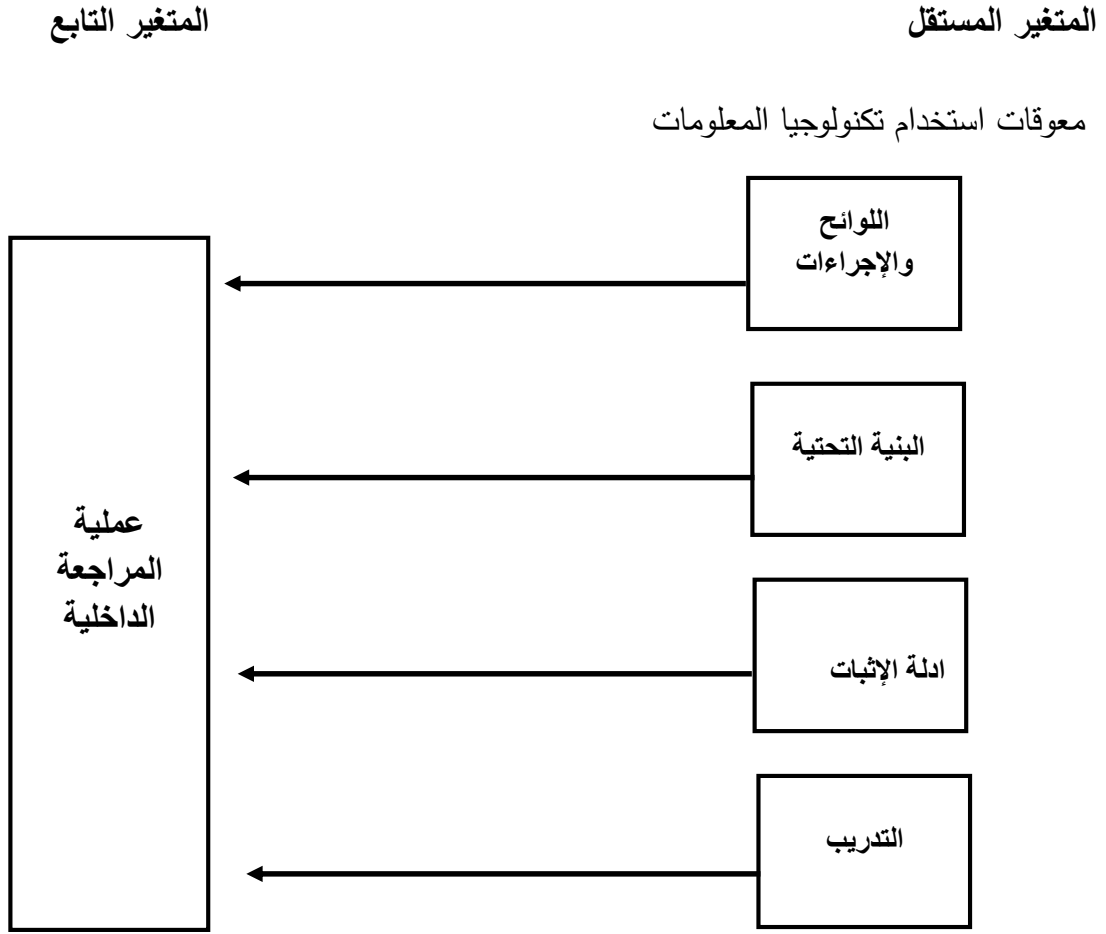 المتغير المستقل
المتغير التابع
معوقات استخدام تكنولوجيا المعلومات
اللوائح
والإجراءات
البنية التحتية
ادلة الإثبات
التدريب
عملية
المراجعة
الداخلية